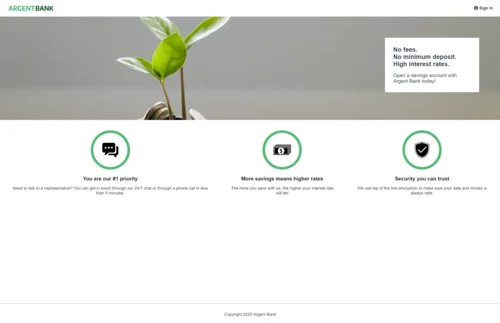 ARGENTBANK
Sign In
No fees.
No minimum deposit.
High interest rates.
Open a savings account with
Argent Bank today!
You are our #1 priority
Need to talk to a representative? You can get in touch through our 24/7 chat or through a phone call in less
than 5 minutes.
More savings means higher rates
The more you save with us, the higher your interest rate
will be!
Security you can trust
We use top of the line encryption to make sure your data and money is
always safe.
Copyright 2020 Argent Bank